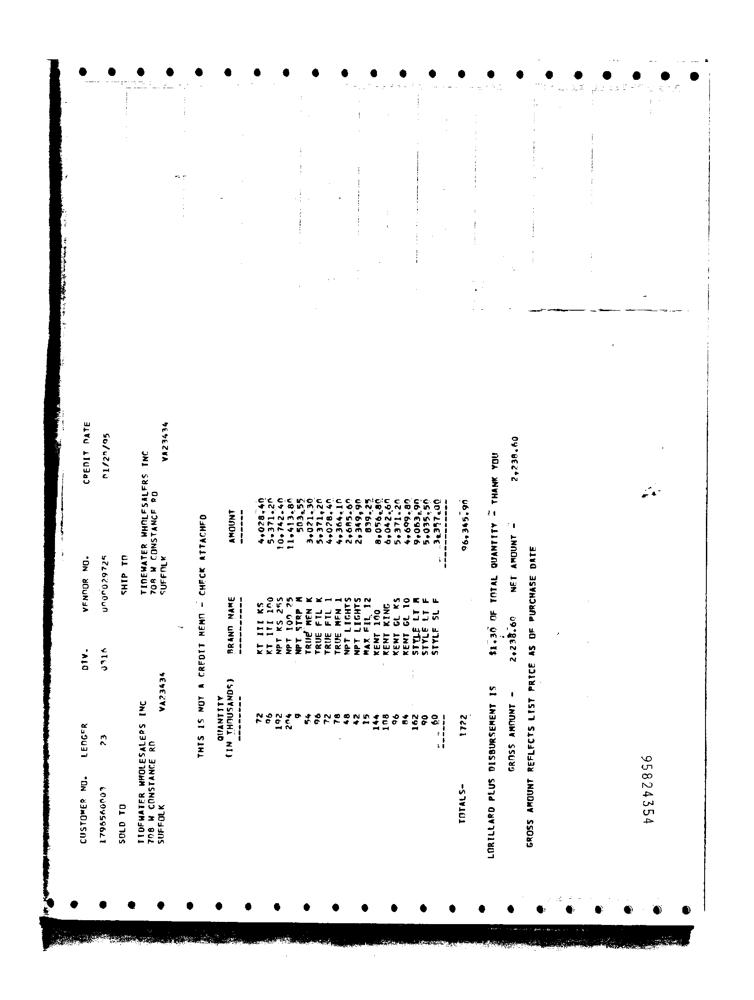 CUSTOMER NO. LEDGER DIV. VENDOR NO. CREDIT DATE
1796560003 23 0316 0000029725 01/20/95
SOLD TO SHIP TO
TIDEWATER WHOLESALERS INC TIDEWATER WHOLESALERS INC
708 W CONSTANCE RD 708 W CONSTANCE RD
SUFFOLK VA23434 SUFFOLK VA23434
THIS IS NOT A CREDIT MEMO - CHECK ATTACHED
QUANTITY
(IN THOUSANDS) BRAND NAME AMOUNT
72 KT III KS 4,028.40
96 KT III 100 5,371.20
192 NPT KS 25S 10,742.40
204 NPT 100 25 11,413.80
9 NPT STRP M 503.55
54 TRUE MEN K 3,021.30
96 TRUE FIL K 5,371.20
72 TRUE FIL 1 4,028.40
78 TRUE MEN 1 4,364.10
48 NPT LIGHTS 2,685.60
42 NPT LIGHTS 2,349.90
15 MAX FIL 12 839.25
144 KENT 100 8,056.80
108 KENT KING 6,042.60
96 KENT GL KS 5,371.20
84 KENT GL 10 4,699.80
162 STYLE LT M 9,063.90
90 STYLE LT F 5,035.50
60 STYLE SL F 3,357.00
TOTALS- 1722 96,345.90
LORILLARD PLUS DISBURSEMENT IS $1.30 OF TOTAL QUANTITY - THANK YOU
GROSS AMOUNT - 2,238.60 NET AMOUNT - 2,238.60
GROSS AMOUNT REFLECTS LIST PRICE AS OF PURCHASE DATE
95824354